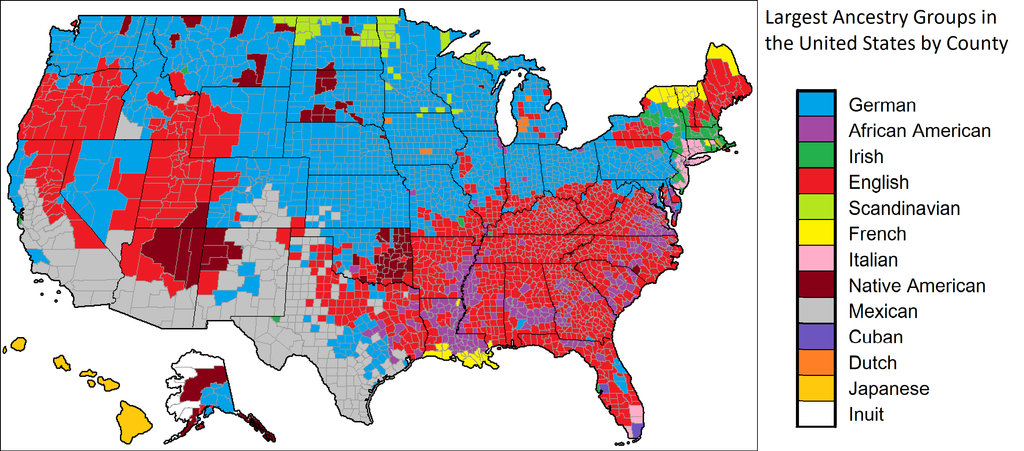 Largest Ancestry Groups in
the United States by County
German
African American
Irish
English
Scandinavian
French
Italian
Native American
Mexican
Cuban
Dutch
Japanese
Inuit